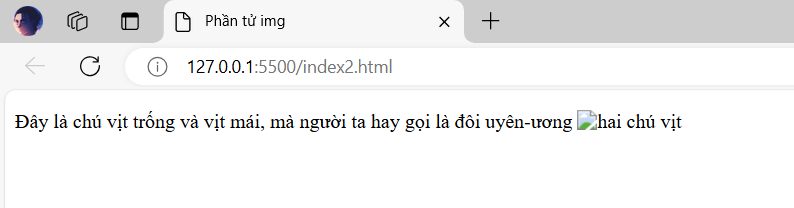 Phần tử img
127.0.0.1:5500/index2.html
Đây là chú vịt trống và vịt mái, mà người ta hay gọi là đôi uyên-ương hai chú vịt